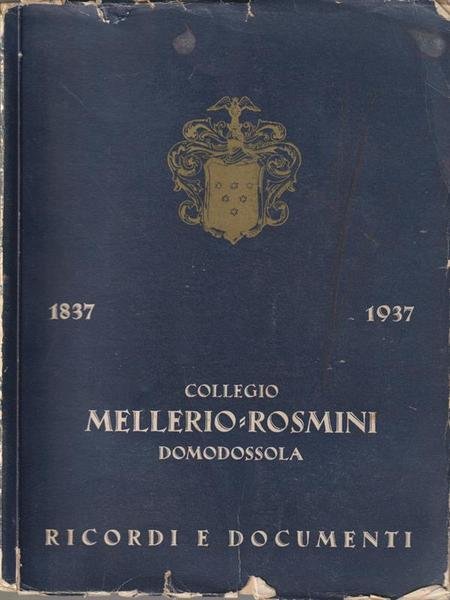 1837 1937
COLLEGIO
MELLERIO=ROSMINI
DOMODOSSOLA
RICORDI E DOCUMENTI